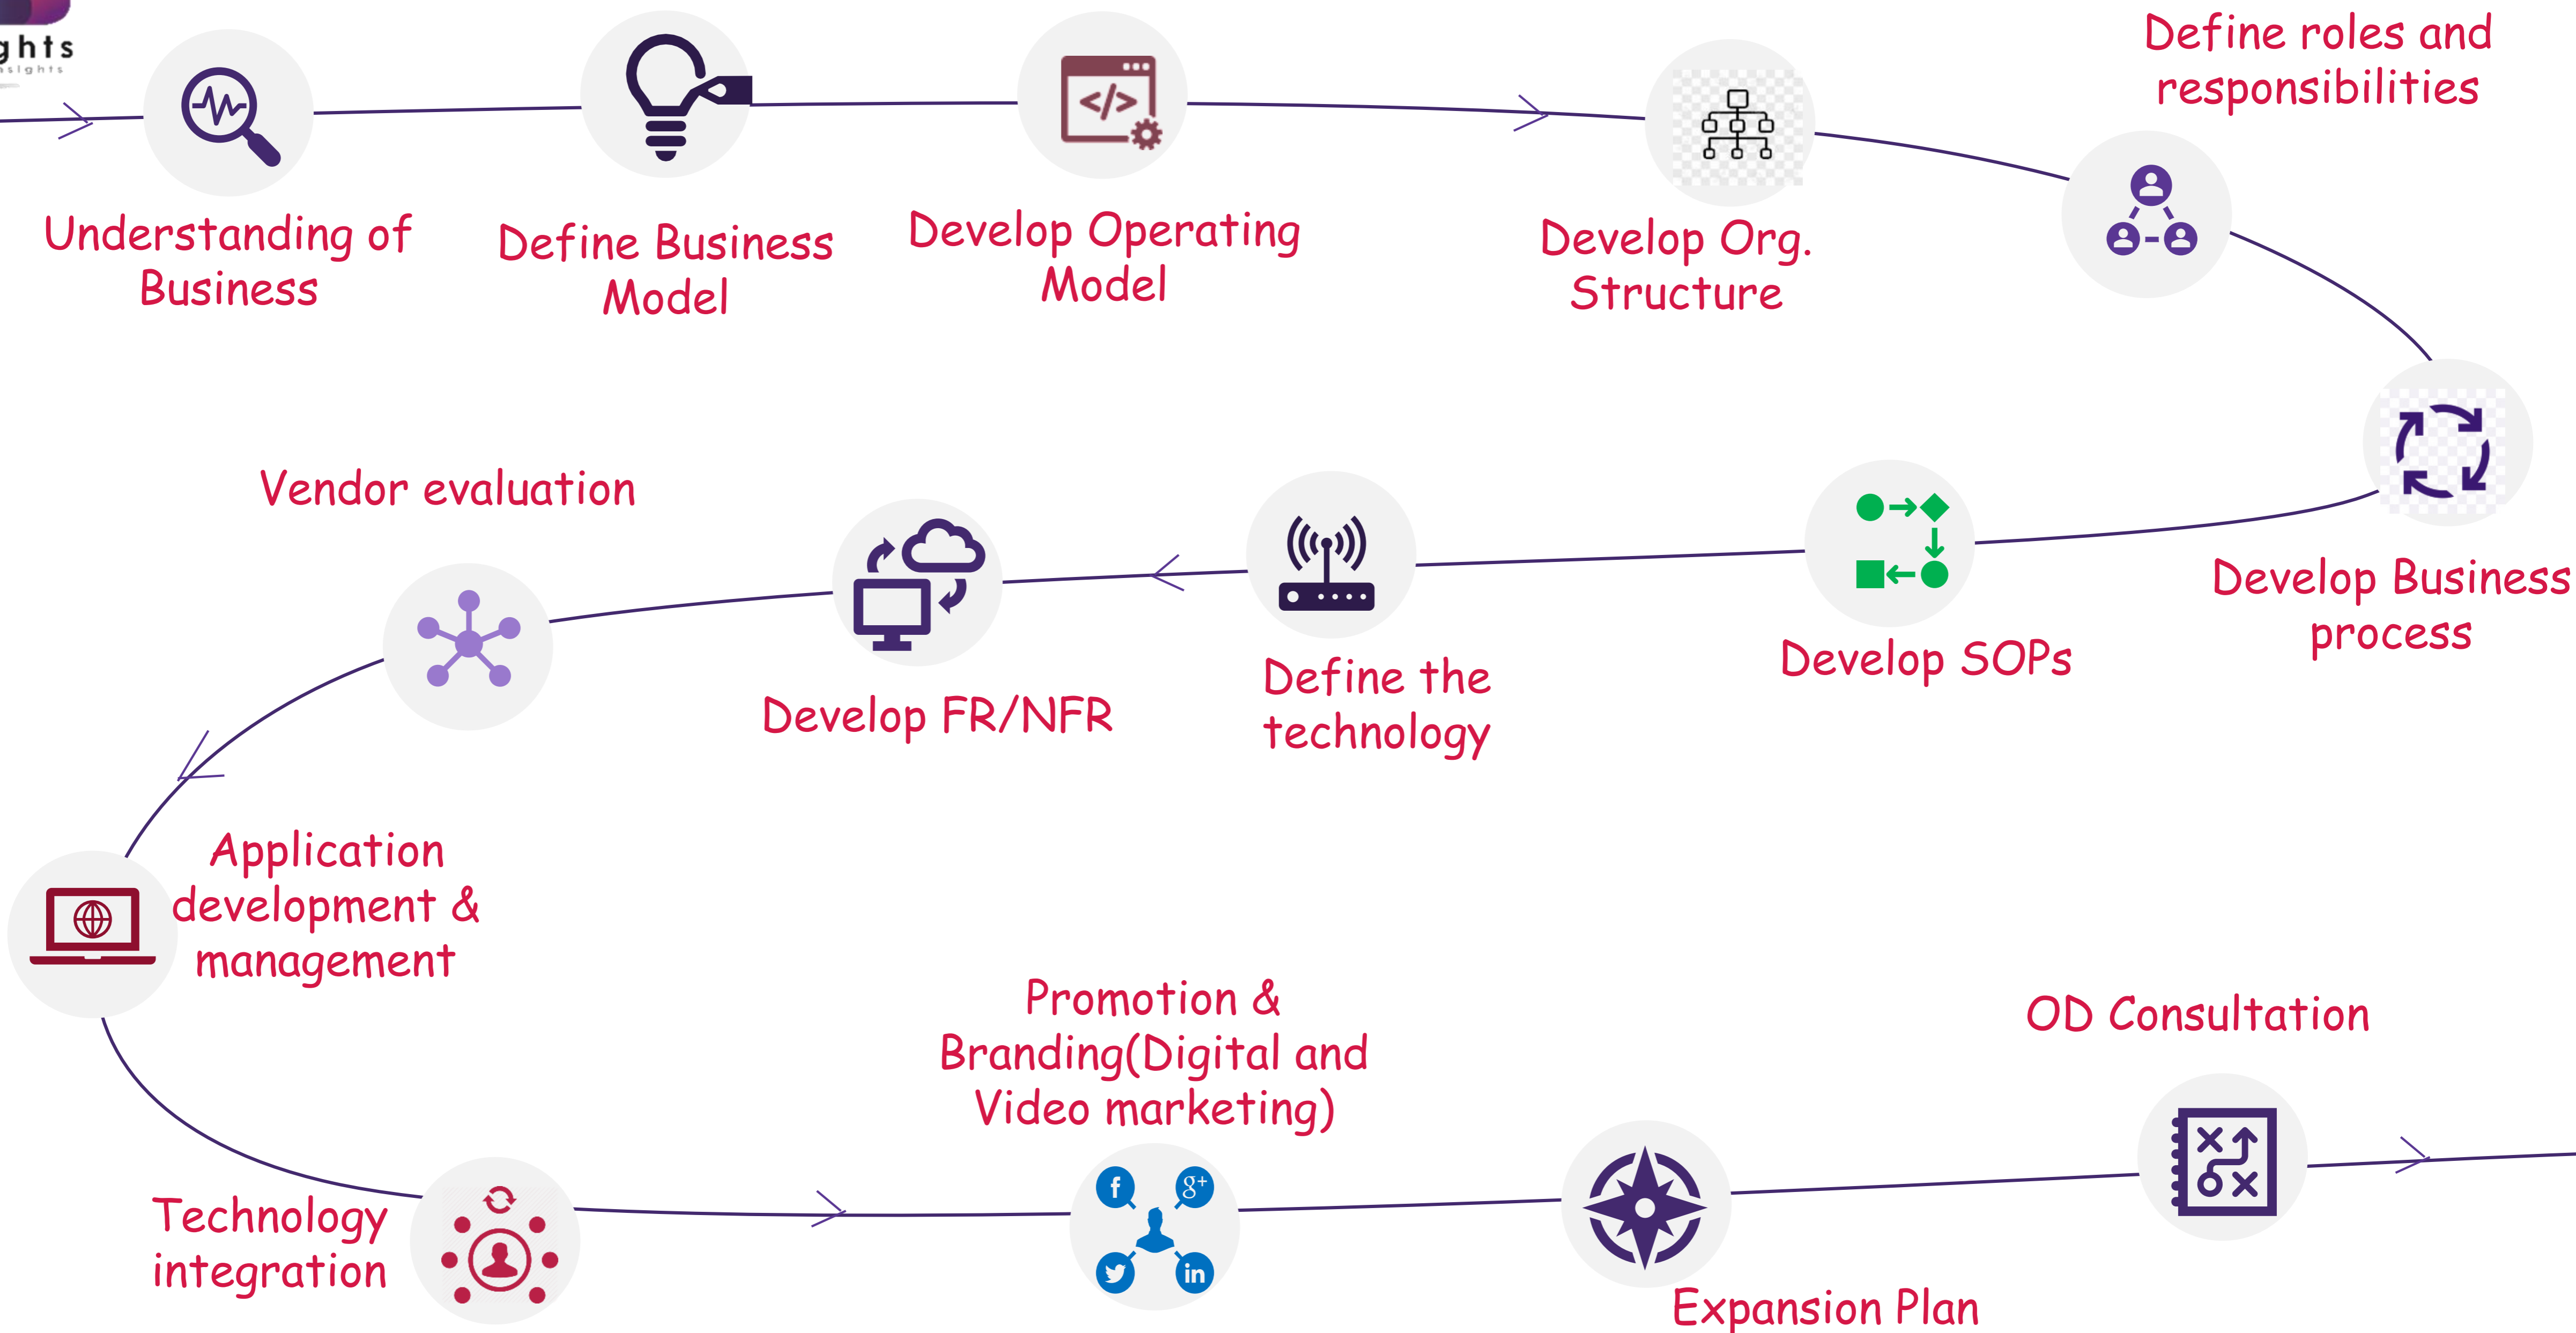 ghts
nsights
Understanding of
Business
Define Business
Model
Develop Operating
Model
Develop Org.
Structure
Define roles and
responsibilities
Develop Business
process
Develop SOPs
Define the
technology
Develop FR/NFR
Vendor evaluation
Application
development &
management
Technology
integration
Promotion &
Branding(Digital and
Video marketing)
f
g+
in
Expansion Plan
OD Consultation